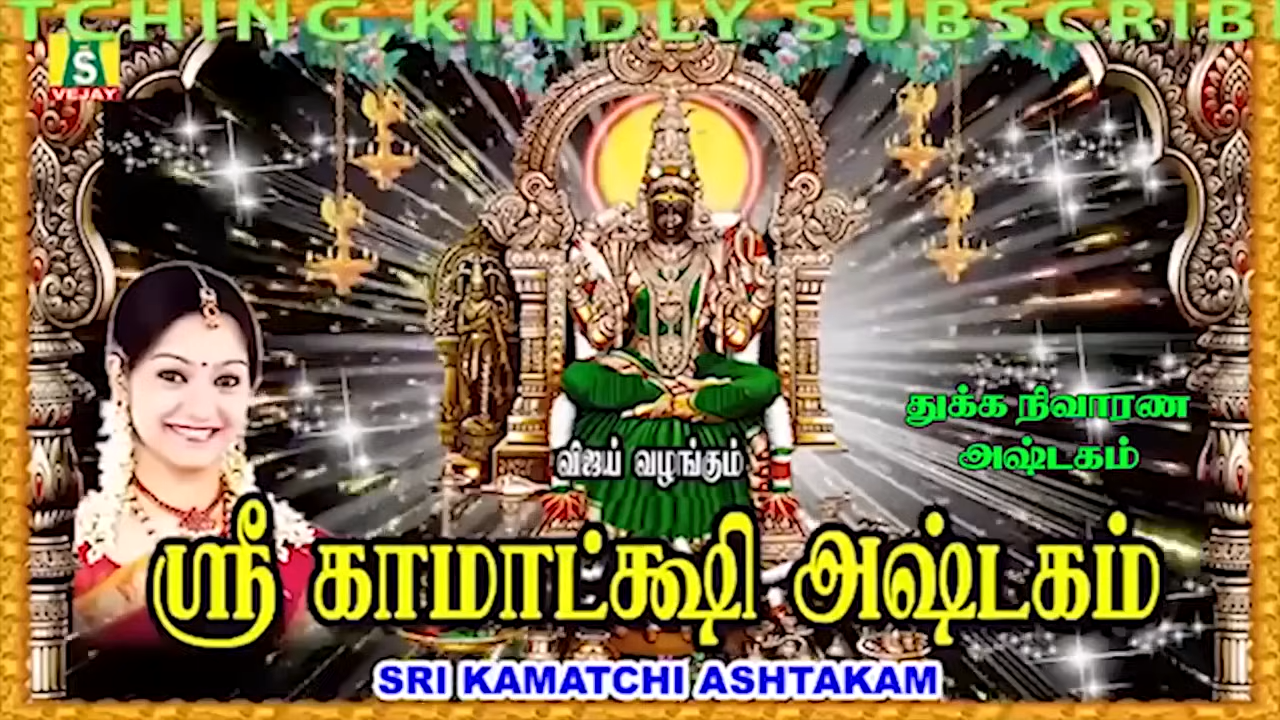 TCHING,KINDLY SUBSCRIB
S
VEJAY
துக்க நிவாரண
அஷ்டகம்
விஜய் வழங்கும்
ஸ்ரீ காமாட்க்ஷி அஷ்டகம்
SRI KAMATCHI ASHTAKAM